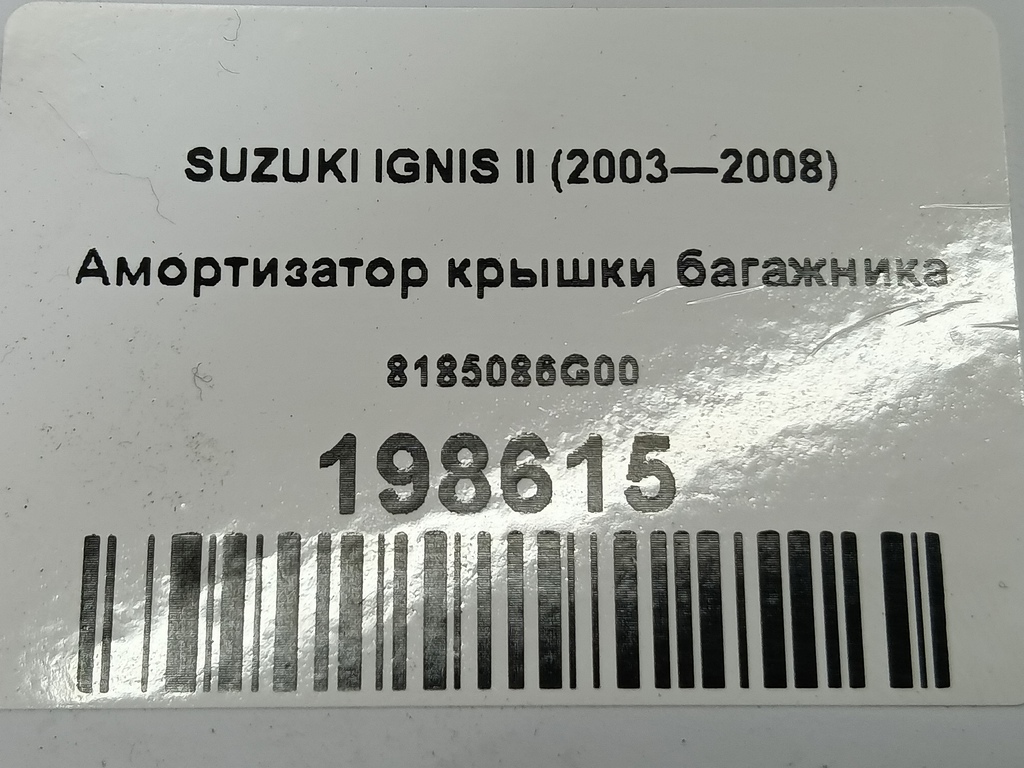 SUZUKI IGNIS II (2003—2008)
Амортизатор крышки багажника
8185086G00
198615